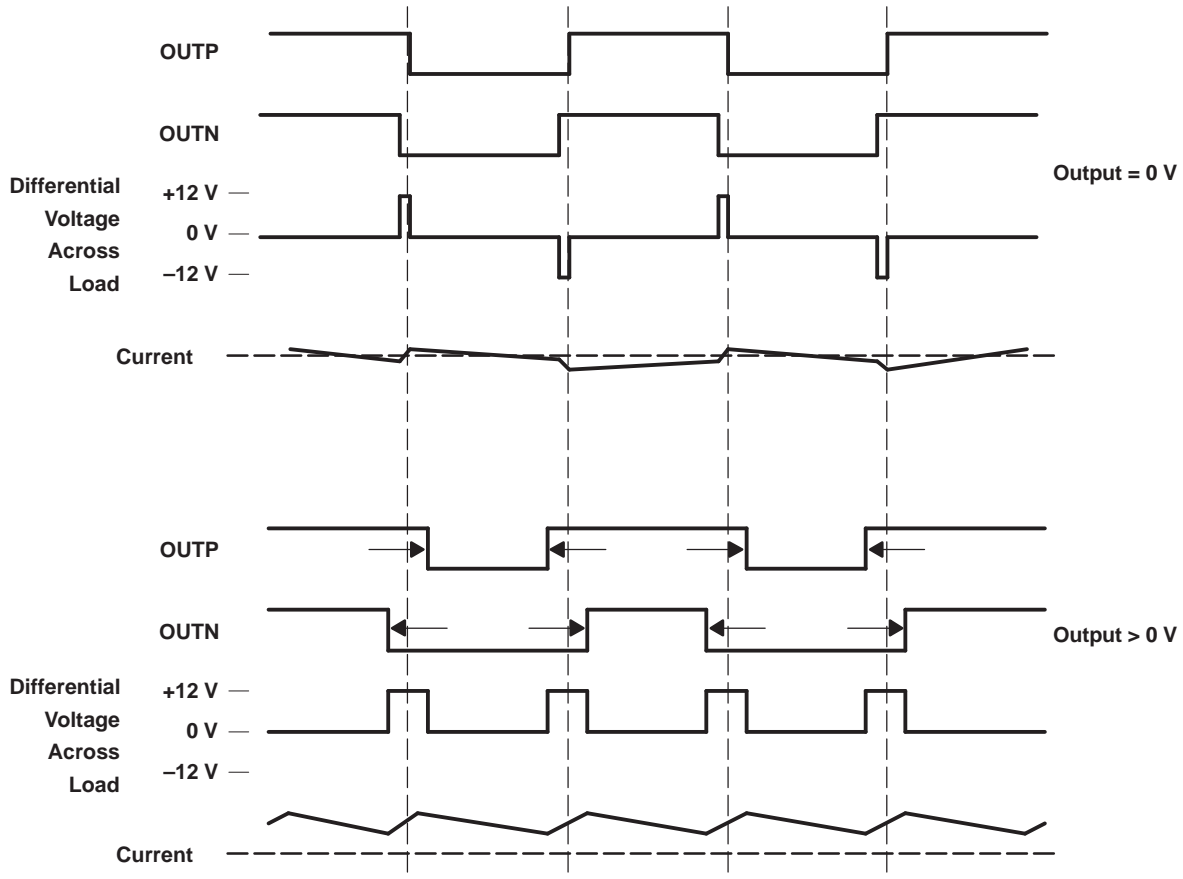 OUTP
OUTN
Output = 0 V
Differential
Voltage
Across
Load
+12 V
0 V
–12 V
Current
OUTP
OUTN
Output > 0 V
Differential
Voltage
Across
Load
+12 V
0 V
–12 V
Current